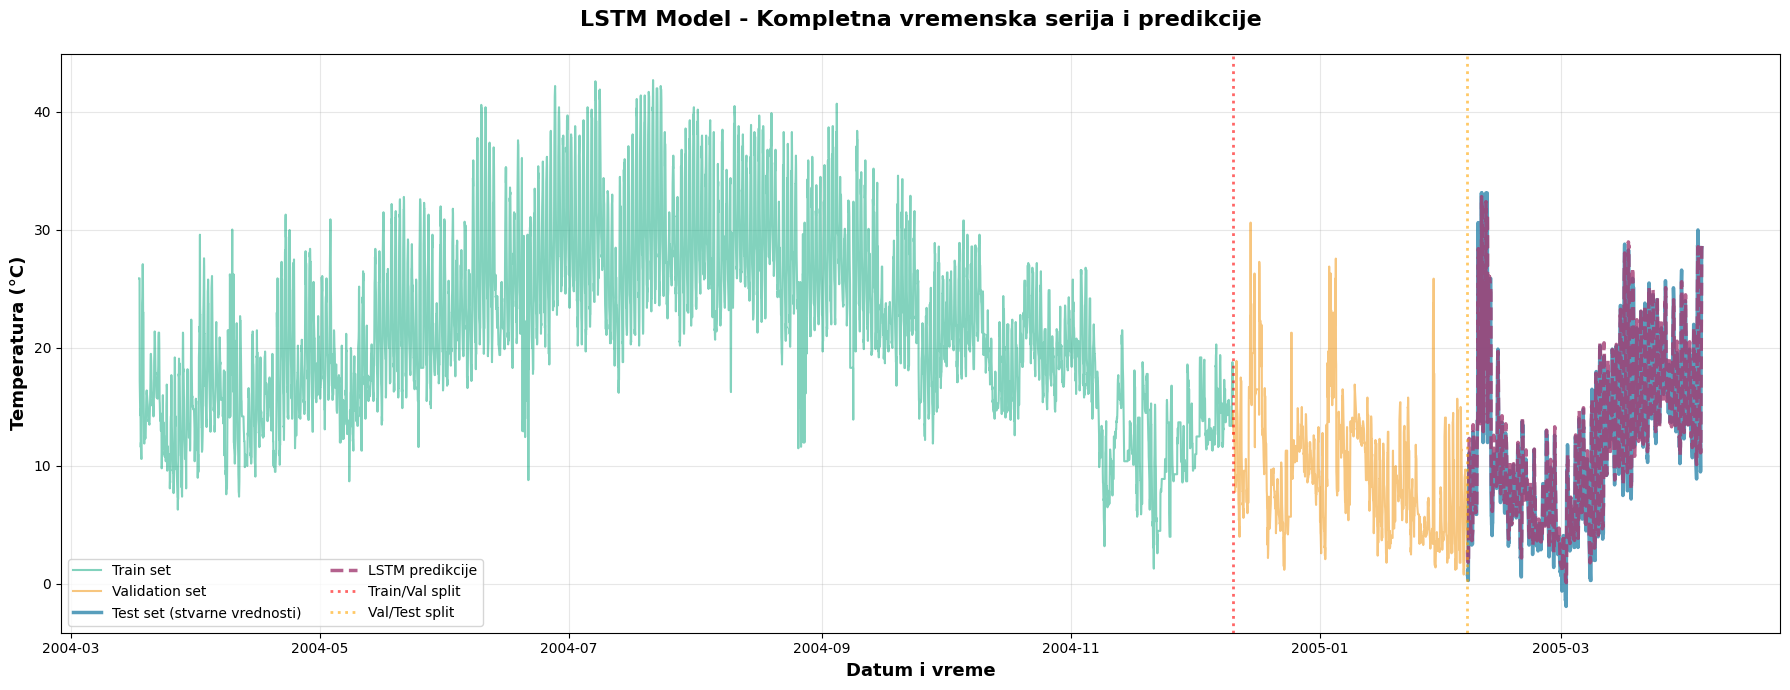 LSTM Model - Kompletna vremenska serija i predikcije
Temperatura (°C)
40
30
20
10
0
Train set
Validation set
Test set (stvarne vrednosti)
LSTM predikcije
Train/Val split
Val/Test split
2004-03
2004-05
2004-07
2004-09
2004-11
2005-01
2005-03
Datum i vreme